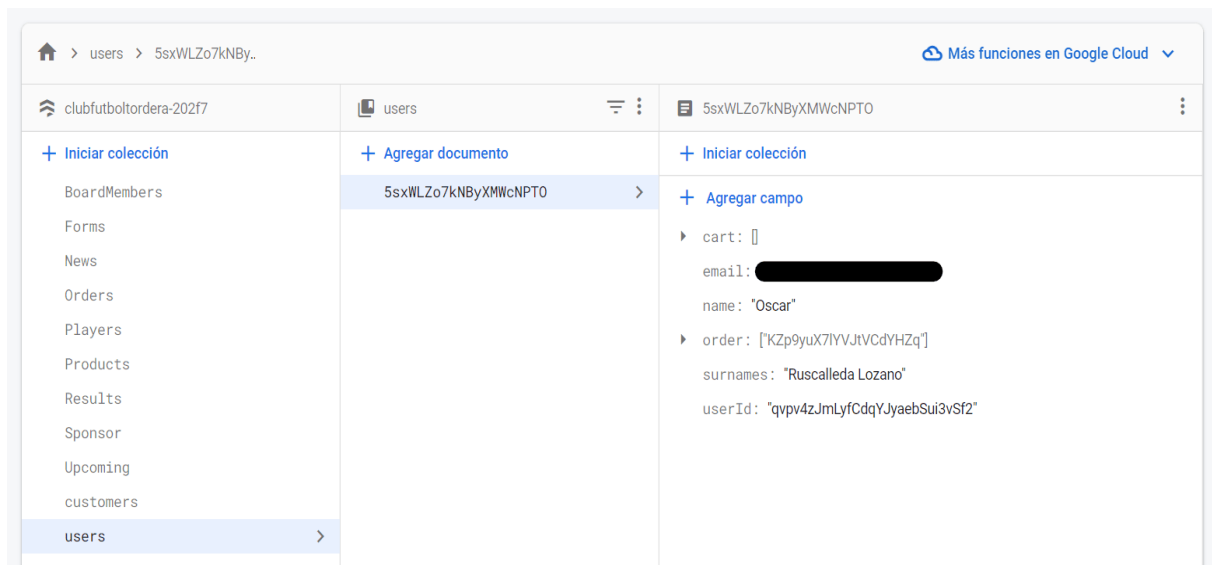 users > 5sxWLZo7kNBy..
Más funciones en Google Cloud
clubfutboltordera-202f7
users
5sxWLZo7kNByXMWcNPTO
+ Iniciar colección
+ Agregar documento
+ Iniciar colección
BoardMembers
Forms
News
Orders
Players
Products
Results
Sponsor
Upcoming
customers
users
5sxWLZo7kNByXMWcNPTO
+ Agregar campo
cart: []
email:
name: "Oscar"
order: ["KZp9yuX7lYVJtVCdYHZq"]
surnames: "Ruscalleda Lozano"
userId: "qvpv4zJmLyfCdqYJyaebSui3vSf2"